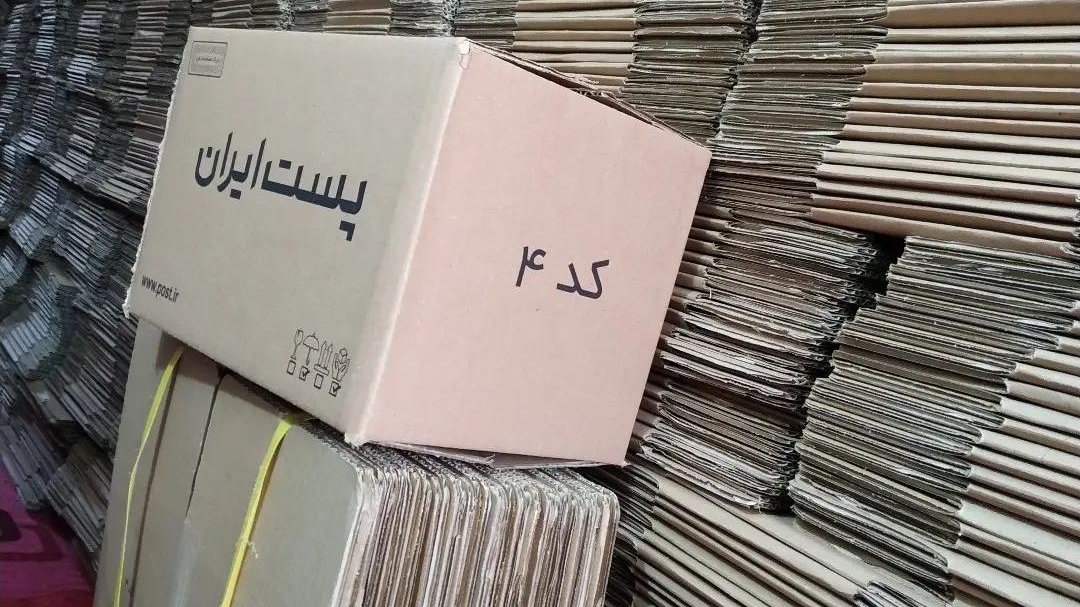 پست ایران
www.post.ir
کد ۴